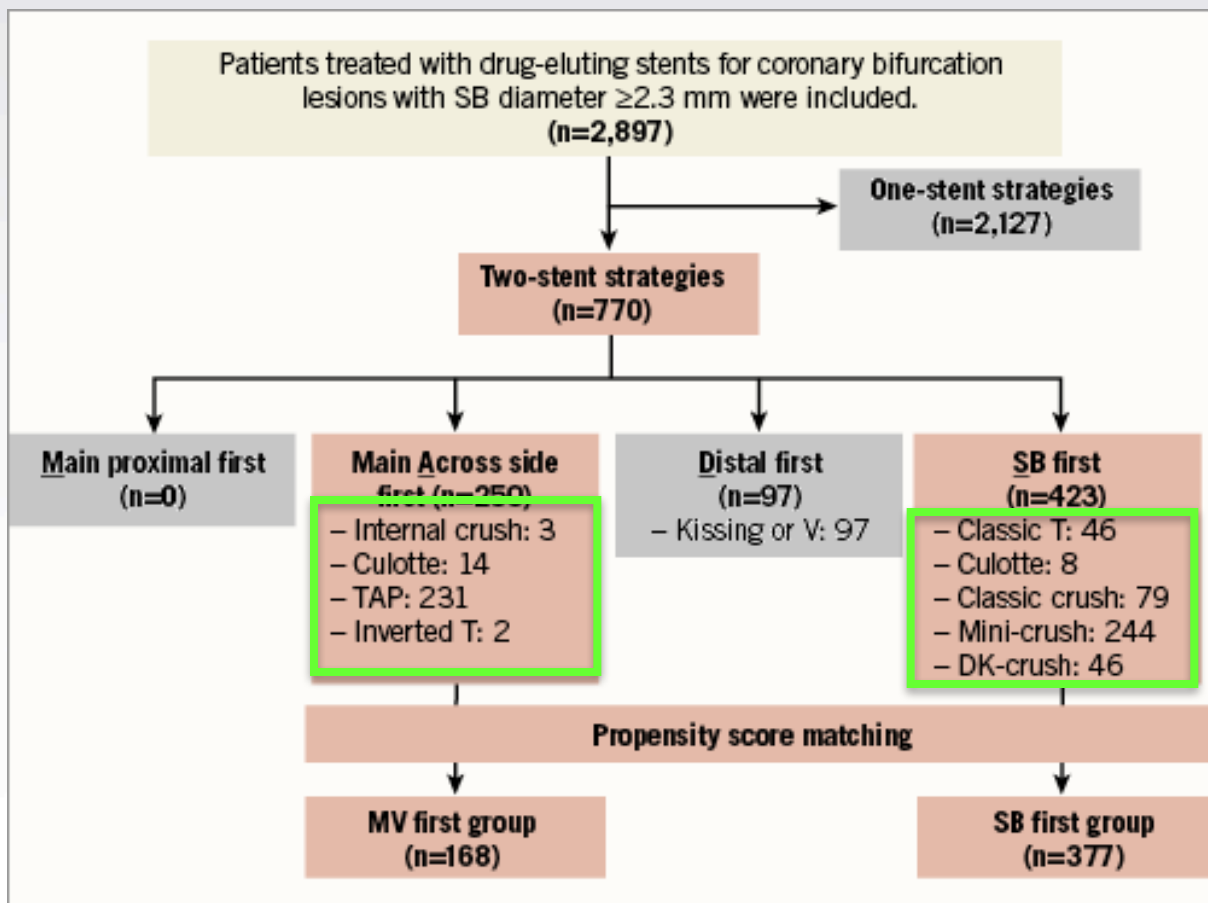 Patients treated with drug-eluting stents for coronary bifurcation
lesions with SB diameter ≥2.3 mm were included.
(n=2,897)
One-stent strategies
(n=2,127)
Two-stent strategies
(n=770)
Main proximal first
(n=0)
Main Across side
first (n=250)
– Internal crush: 3
– Culotte: 14
– TAP: 231
– Inverted T: 2
Distal first
(n=97)
– Kissing or V: 97
SB first
(n=423)
– Classic T: 46
– Culotte: 8
– Classic crush: 79
– Mini-crush: 244
– DK-crush: 46
Propensity score matching
MV first group
(n=168)
SB first group
(n=377)